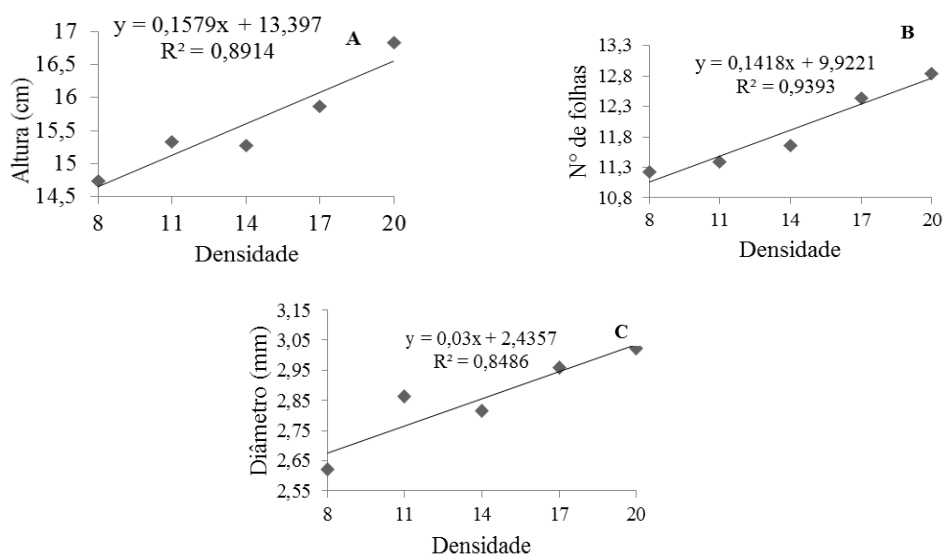 y = 0,1579x + 13,397
R² = 0,8914
A
Altura (cm)
17
16,5
16
15,5
15
14,5
8 11 14 17 20
Densidade
B
y = 0,1418x + 9,9221
R² = 0,9393
N° de folhas
13,3
12,8
12,3
11,8
11,3
10,8
8 11 14 17 20
Densidade
C
y = 0,03x + 2,4357
R² = 0,8486
Diâmetro (mm)
3,15
3,05
2,95
2,85
2,75
2,65
2,55
8 11 14 17 20
Densidade